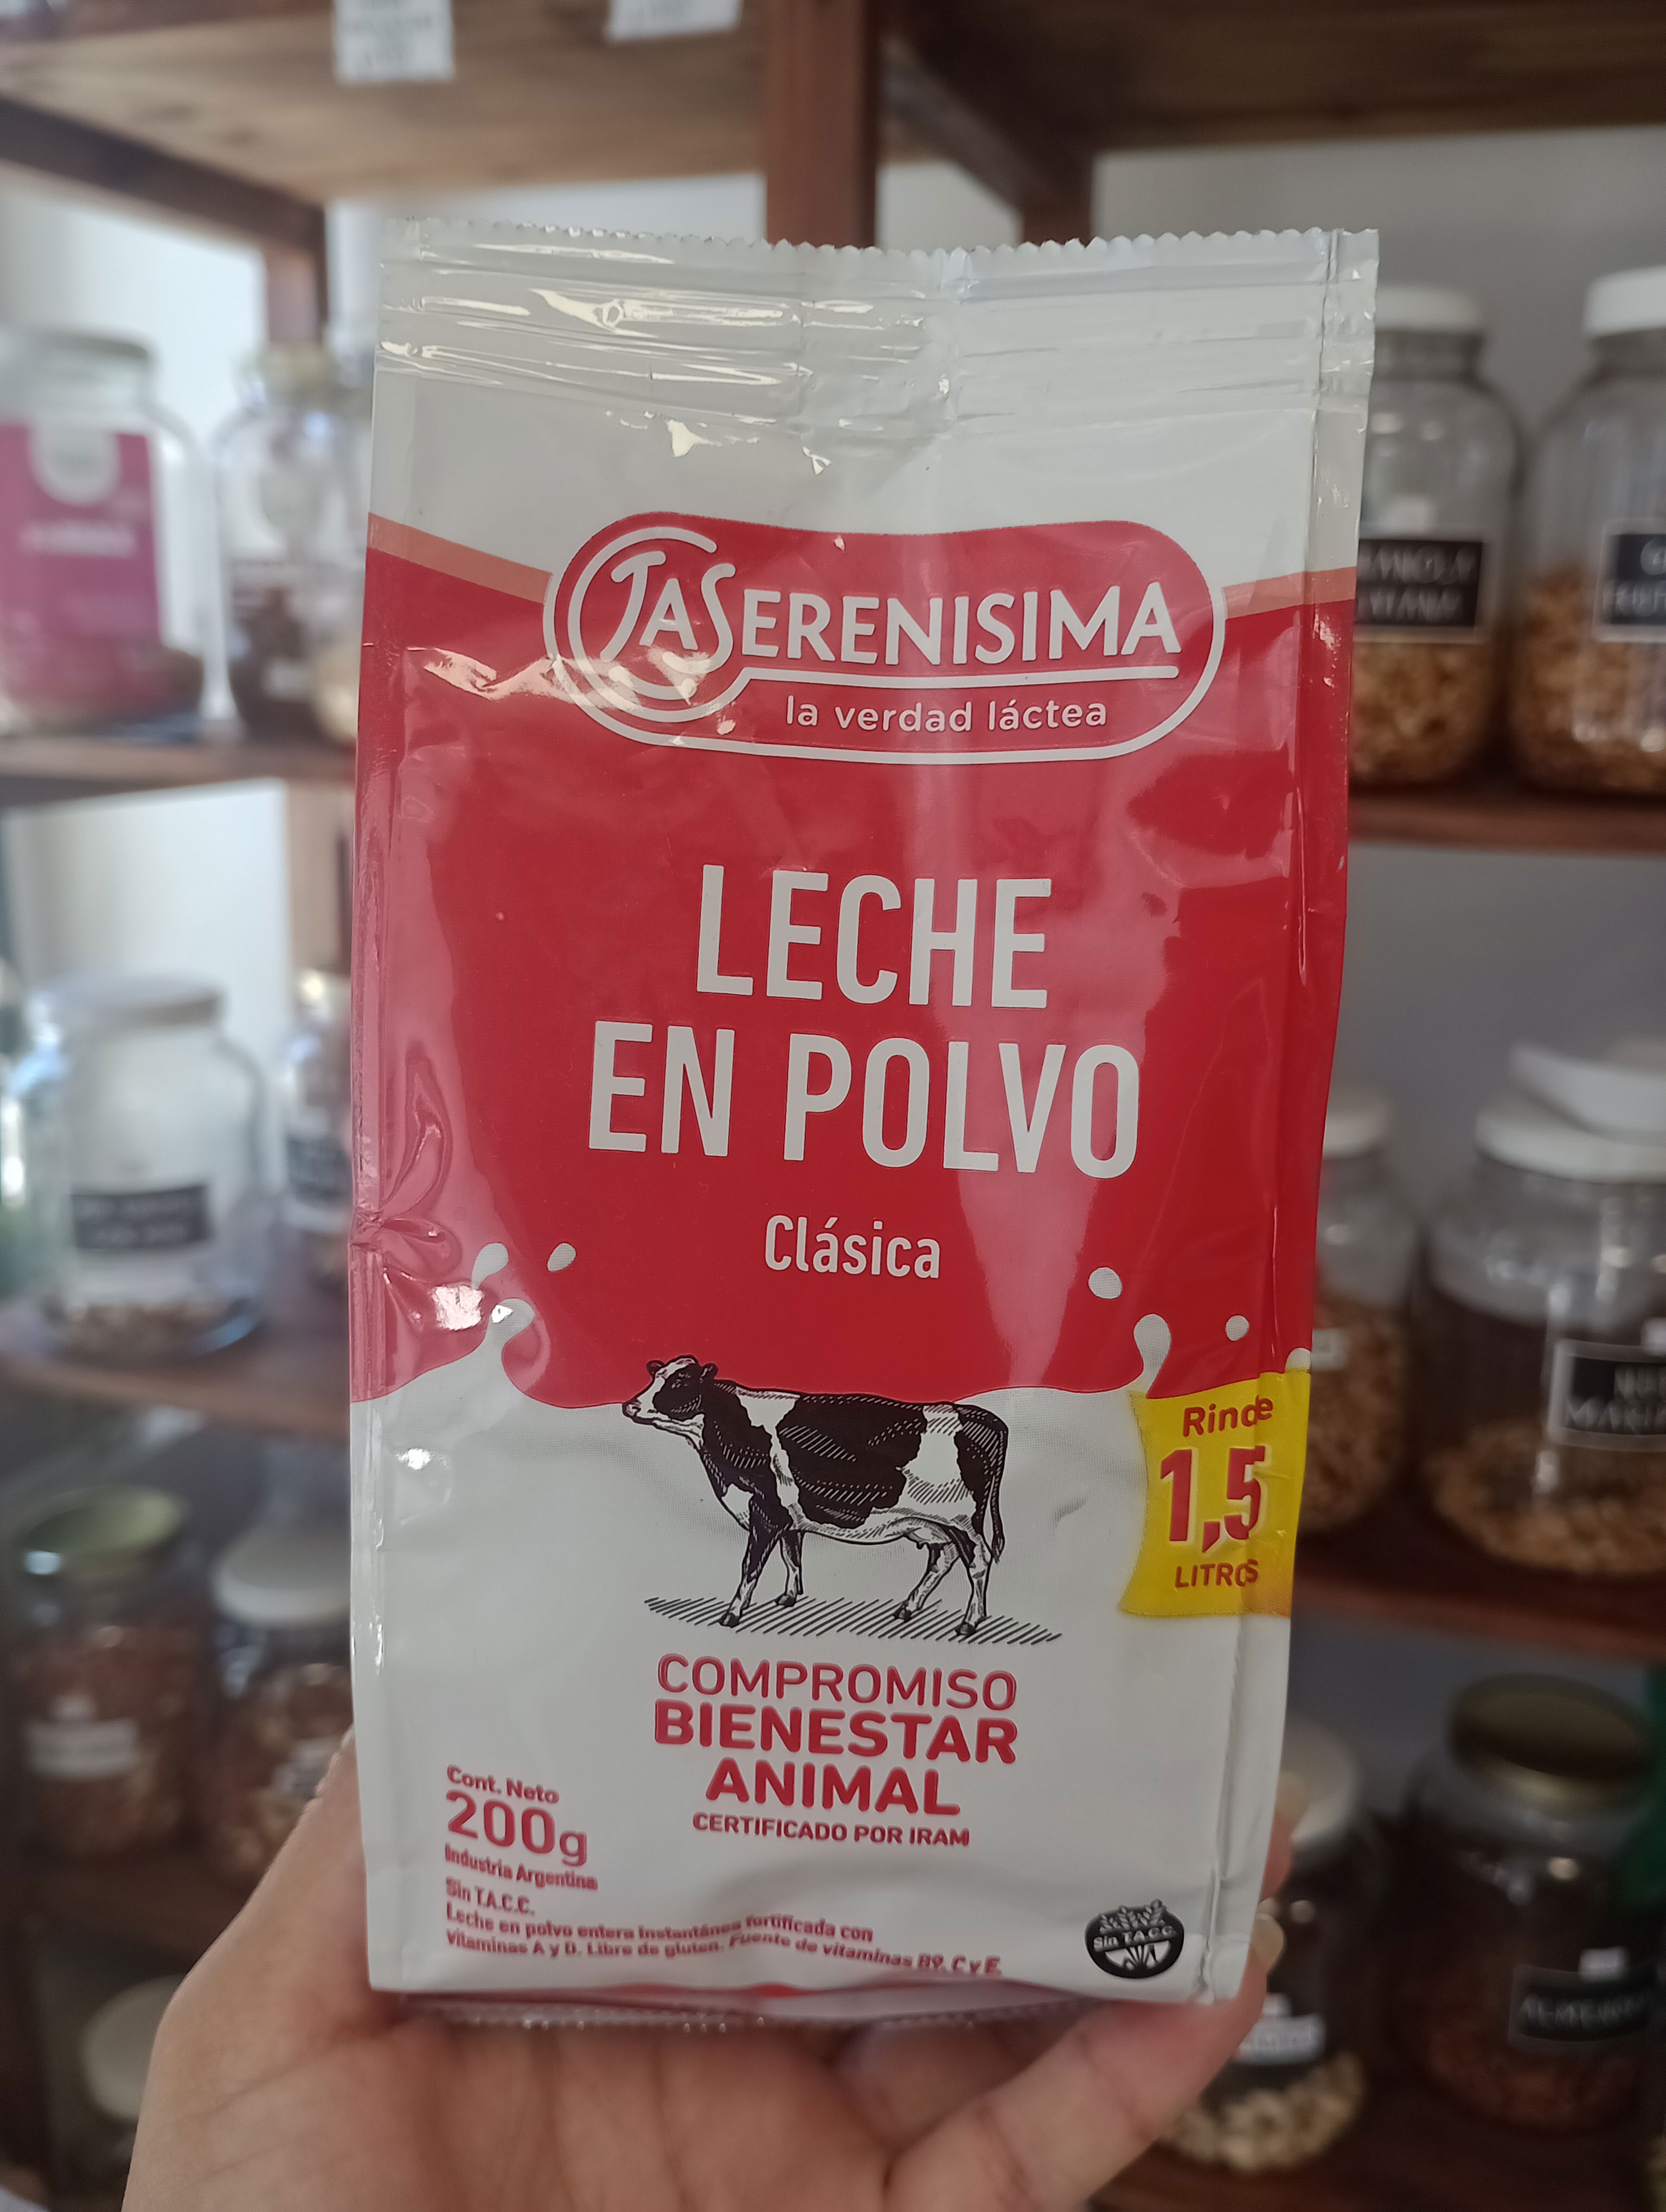 LASERENISIMA
la verdad láctea
LECHE
EN POLVO
Clásica
Rinde
1,5
LITROS
COMPROMISO
BIENESTAR
ANIMAL
CERTIFICADO POR IRAM
Cont. Neto
200g
Industria Argentina
Sin T.A.C.C.
Leche en polvo entera instantánea fortificada con
vitaminas A y D. Libre de gluten. Fuente de vitaminas B9, C y E.
Sin T.A.C.C.